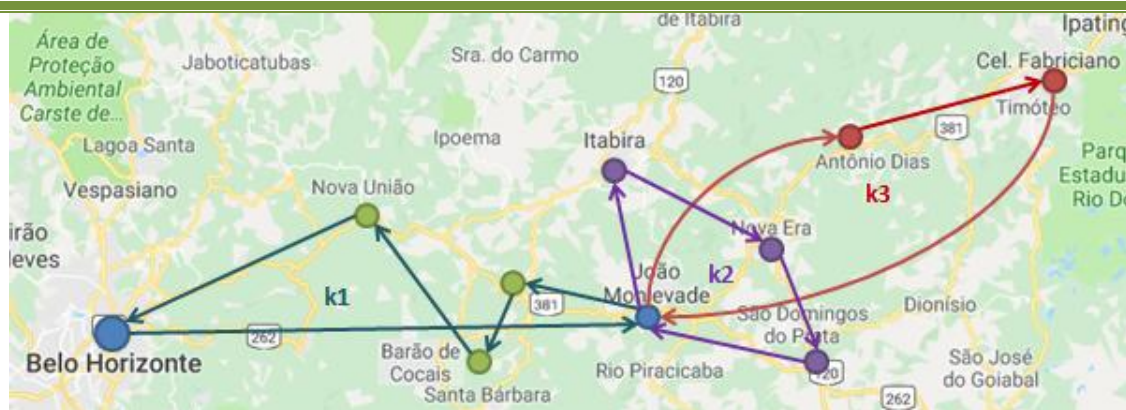 de Itabira
Ipating
Área de
Proteção
Ambiental
Carste de...
Jaboticatubas
Sra. do Carmo
120
Cel. Fabriciano
Timóteo
381
Lagoa Santa
Ipoema
Itabira
Antônio Dias
Parq
Estadu
Rio Do
Vespasiano
Nova União
k3
irão
Neves
Nova Era
João
Monlevade
k2
k1
381
São Domingos
do Prata
Dionísio
262
Belo Horizonte
Barão de
Cocais
Santa Bárbara
Rio Piracicaba
120
São José
do Goiabal
262